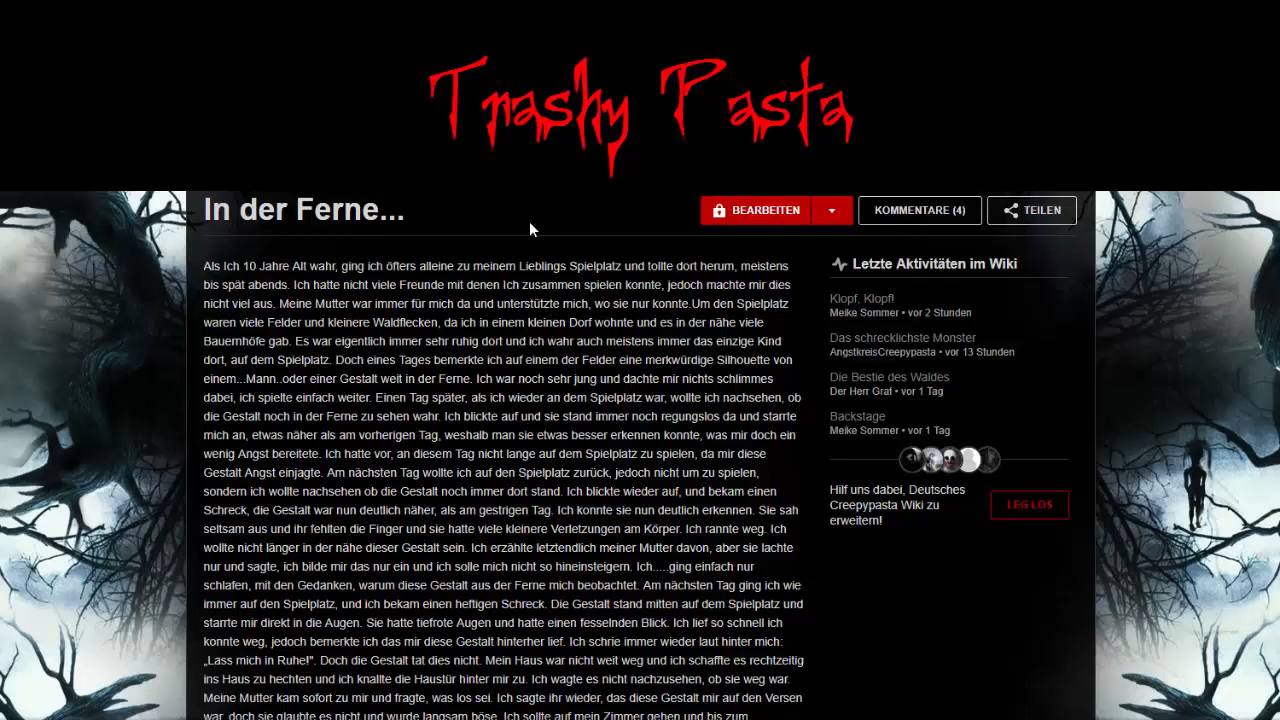 Trashy Pasta
In der Ferne...
BEARBEITEN
KOMMENTARE (4)
TEILEN
Als Ich 10 Jahre Alt wahr, ging ich öfters alleine zu meinem Lieblings Spielplatz und tollte dort herum, meistens
bis spät abends. Ich hatte nicht viele Freunde mit denen Ich zusammen spielen konnte, jedoch machte mir dies
nicht viel aus. Meine Mutter war immer für mich da und unterstützte mich, wo sie nur konnte.Um den Spielplatz
waren viele Felder und kleinere Waldflecken, da ich in einem kleinen Dorf wohnte und es in der nähe viele
Bauernhöfe gab. Es war eigentlich immer sehr ruhig dort und ich wahr auch meistens immer das einzige Kind
dort, auf dem Spielplatz. Doch eines Tages bemerkte ich auf einem der Felder eine merkwürdige Silhouette von
einem...Mann..oder einer Gestalt weit in der Ferne. Ich war noch sehr jung und dachte mir nichts schlimmes
dabei, ich spielte einfach weiter. Einen Tag später, als ich wieder an dem Spielplatz war, wollte ich nachsehen, ob
die Gestalt noch in der Ferne zu sehen wahr. Ich blickte auf und sie stand immer noch regungslos da und starrte
mich an, etwas näher als am vorherigen Tag, weshalb man sie etwas besser erkennen konnte, was mir doch ein
wenig Angst bereitete. Ich hatte vor, an diesem Tag nicht lange auf dem Spielplatz zu spielen, da mir diese
Gestalt Angst einjagte. Am nächsten Tag wollte ich auf den Spielplatz zurück, jedoch nicht um zu spielen,
sondern ich wollte nachsehen ob die Gestalt noch immer dort stand. Ich blickte wieder auf, und bekam einen
Schreck, die Gestalt war nun deutlich näher, als am gestrigen Tag. Ich konnte sie nun deutlich erkennen. Sie sah
seltsam aus und ihr fehlten die Finger und sie hatte viele kleinere Verletzungen am Körper. Ich rannte weg. Ich
wollte nicht länger in der nähe dieser Gestalt sein. Ich erzählte letztendlich meiner Mutter davon, aber sie lachte
nur und sagte, ich bilde mir das nur ein und ich solle mich nicht so hineinsteigern. Ich.....ging einfach nur
schlafen, mit den Gedanken, warum diese Gestalt aus der Ferne mich beobachtet. Am nächsten Tag ging ich wie
immer auf den Spielplatz, und ich bekam einen heftigen Schreck. Die Gestalt stand mitten auf dem Spielplatz und
starrte mir direkt in die Augen. Sie hatte tiefrote Augen und hatte einen fesselnden Blick. Ich lief so schnell ich
konnte weg, jedoch bemerkte ich das mir diese Gestalt hinterher lief. Ich schrie immer wieder laut hinter mich:
„Lass mich in Ruhe!“. Doch die Gestalt tat dies nicht. Mein Haus war nicht weit weg und ich schaffte es rechtzeitig
ins Haus zu hechten und ich knallte die Haustür hinter mir zu. Ich wagte es nicht nachzusehen, ob sie weg war.
Meine Mutter kam sofort zu mir und fragte, was los sei. Ich sagte ihr wieder, das diese Gestalt mir auf den Versen
war, doch sie glaubte es nicht und wurde langsam böse. Ich sollte auf mein Zimmer gehen und bis zum
Letzte Aktivitäten im Wiki
Klopf, Klopf!
Meike Sommer • vor 2 Stunden
Das schrecklichste Monster
AngstkreisCreepypasta • vor 13 Stunden
Die Bestie des Waldes
Der Herr Graf • vor 1 Tag
Backstage
Meike Sommer • vor 1 Tag
Hilf uns dabei, Deutsches
Creepypasta Wiki zu
erweitern!
LEG LOS